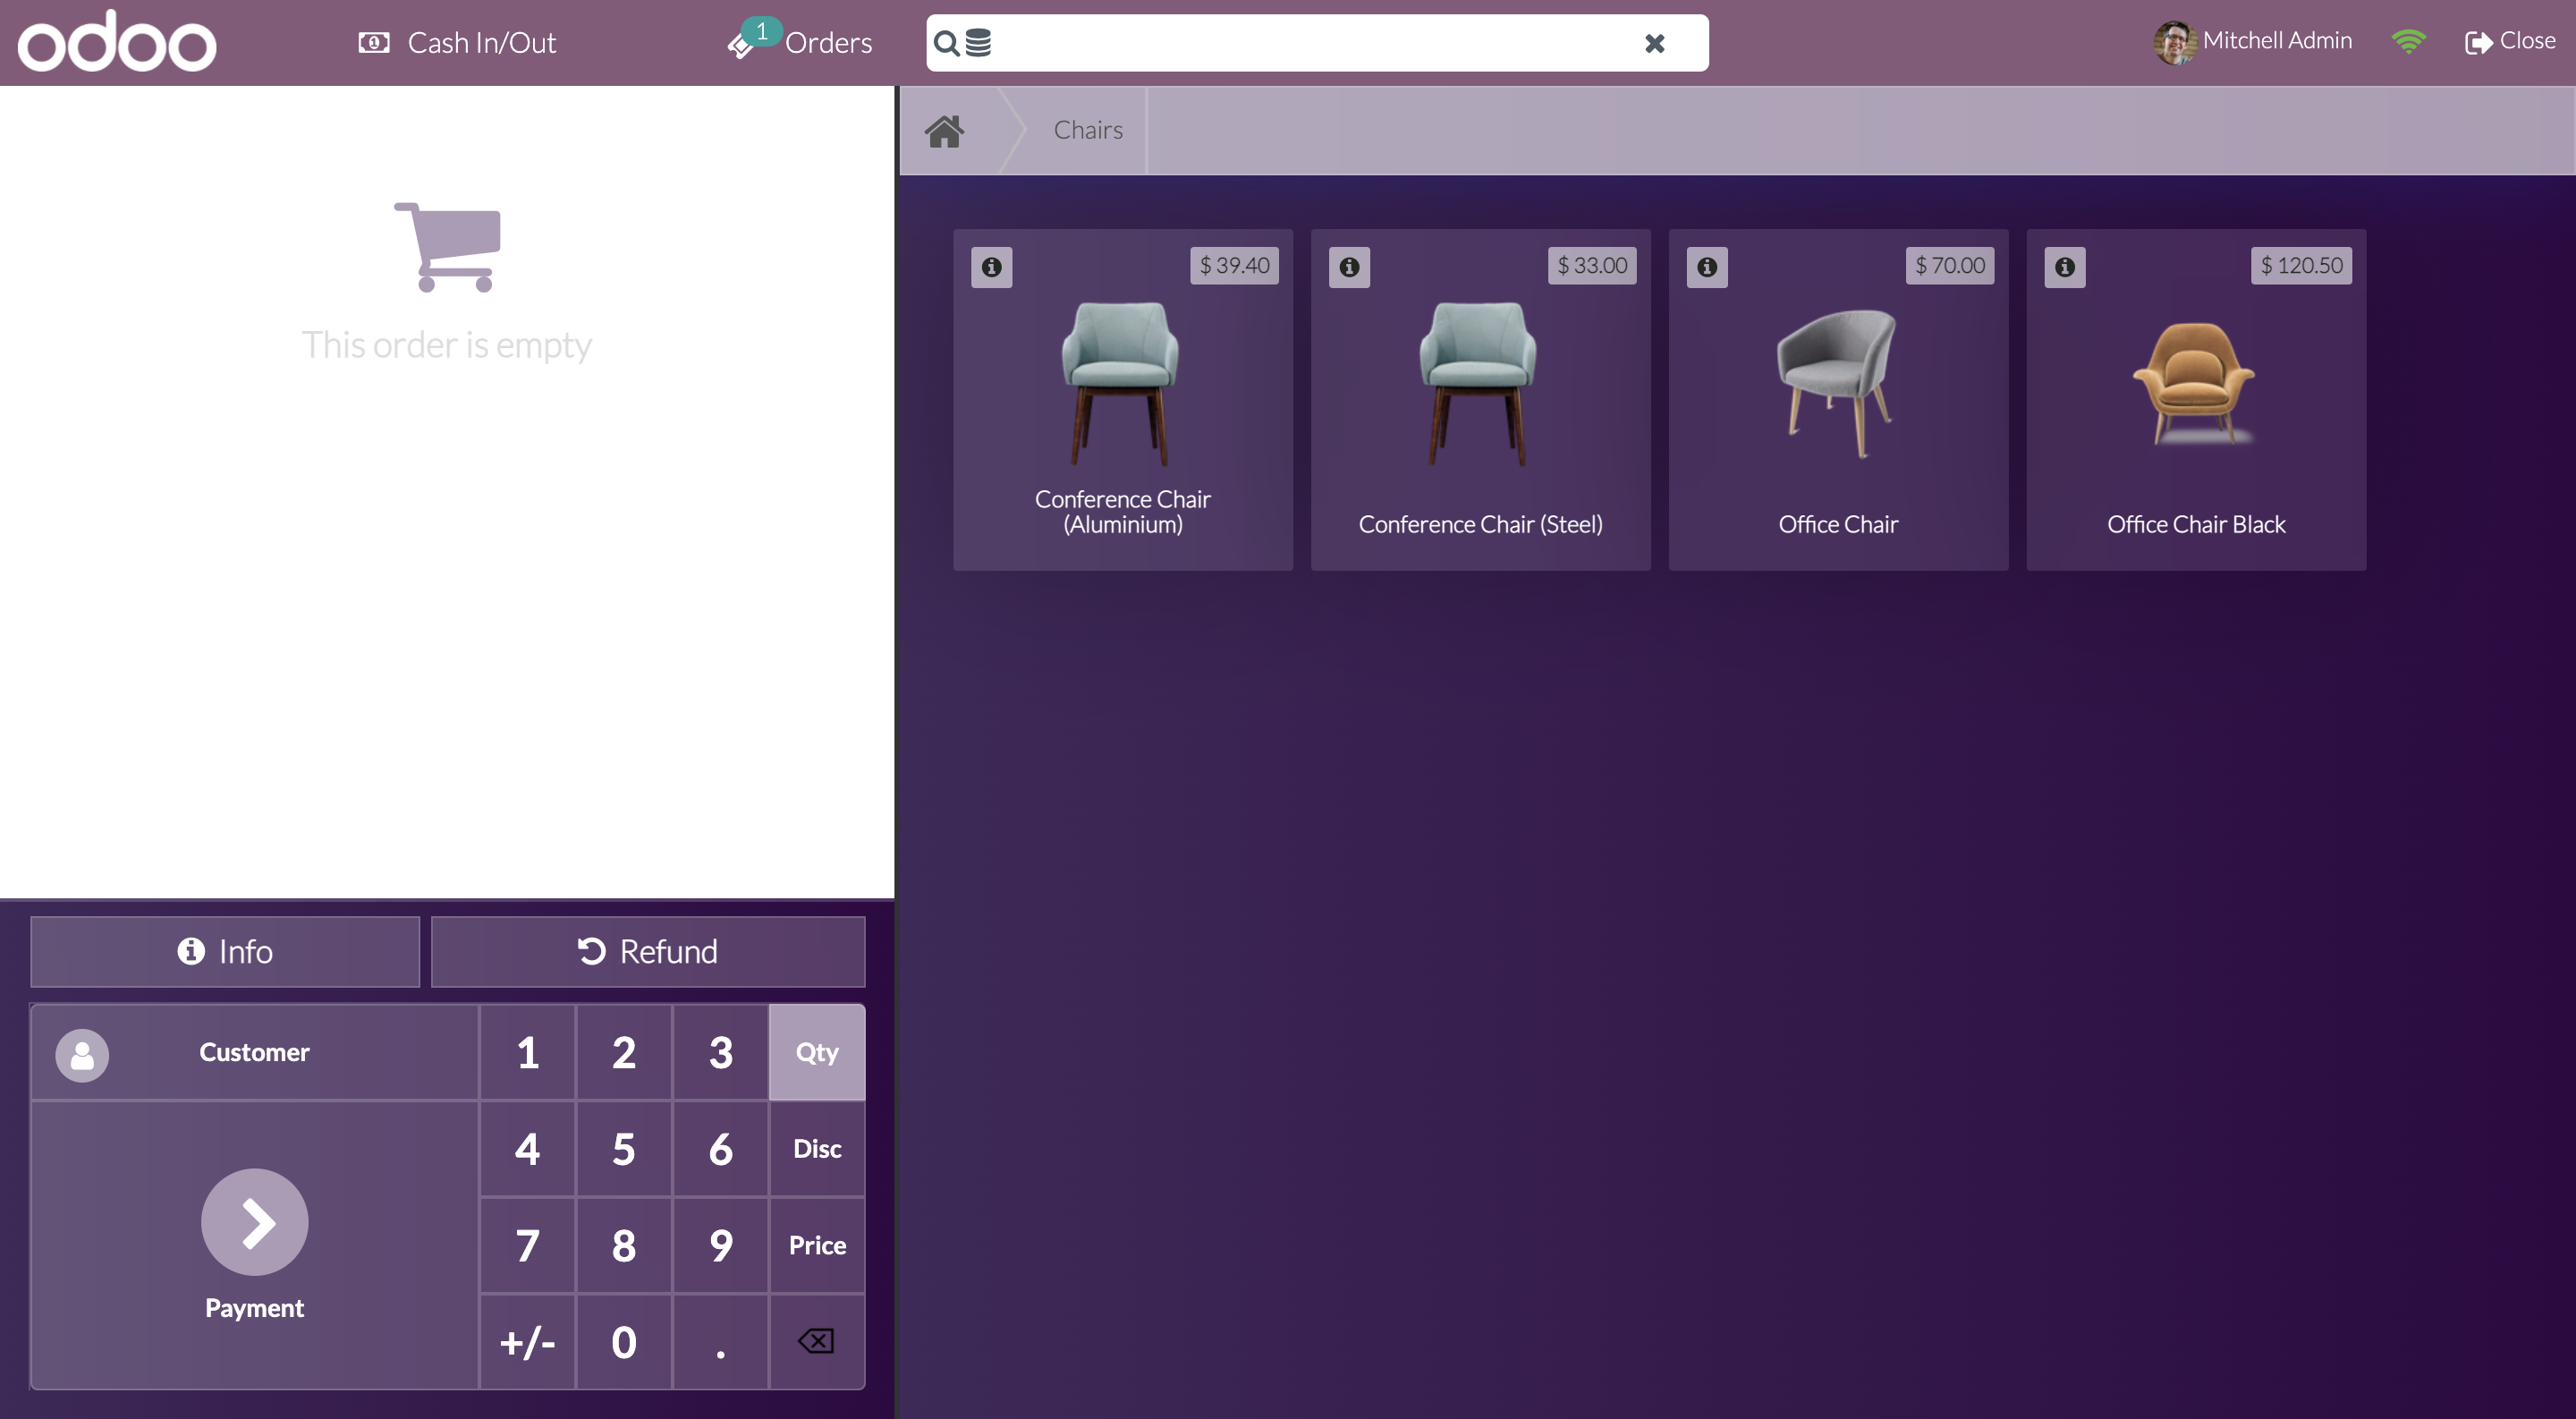 odoo
Cash In/Out
1
Orders
Mitchell Admin
Close
This order is empty
Chairs
$ 39.40
Conference Chair
(Aluminium)
$ 33.00
Conference Chair (Steel)
$ 70.00
Office Chair
$ 120.50
Office Chair Black
Info
Refund
Customer
1
2
3
Qty
4
5
6
Disc
Payment
7
8
9
Price
+/-
0
.